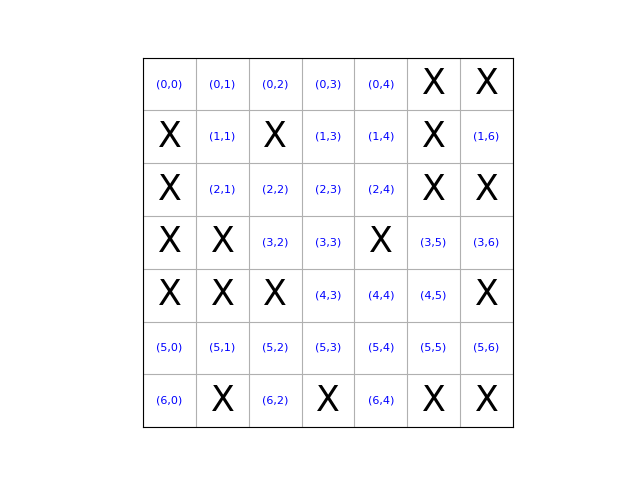 (0,0) (0,1) (0,2) (0,3) (0,4) X X
X (1,1) X (1,3) (1,4) X (1,6)
X (2,1) (2,2) (2,3) (2,4) X X
X X (3,2) (3,3) X (3,5) (3,6)
X X X (4,3) (4,4) (4,5) X
(5,0) (5,1) (5,2) (5,3) (5,4) (5,5) (5,6)
(6,0) X (6,2) X (6,4) X X